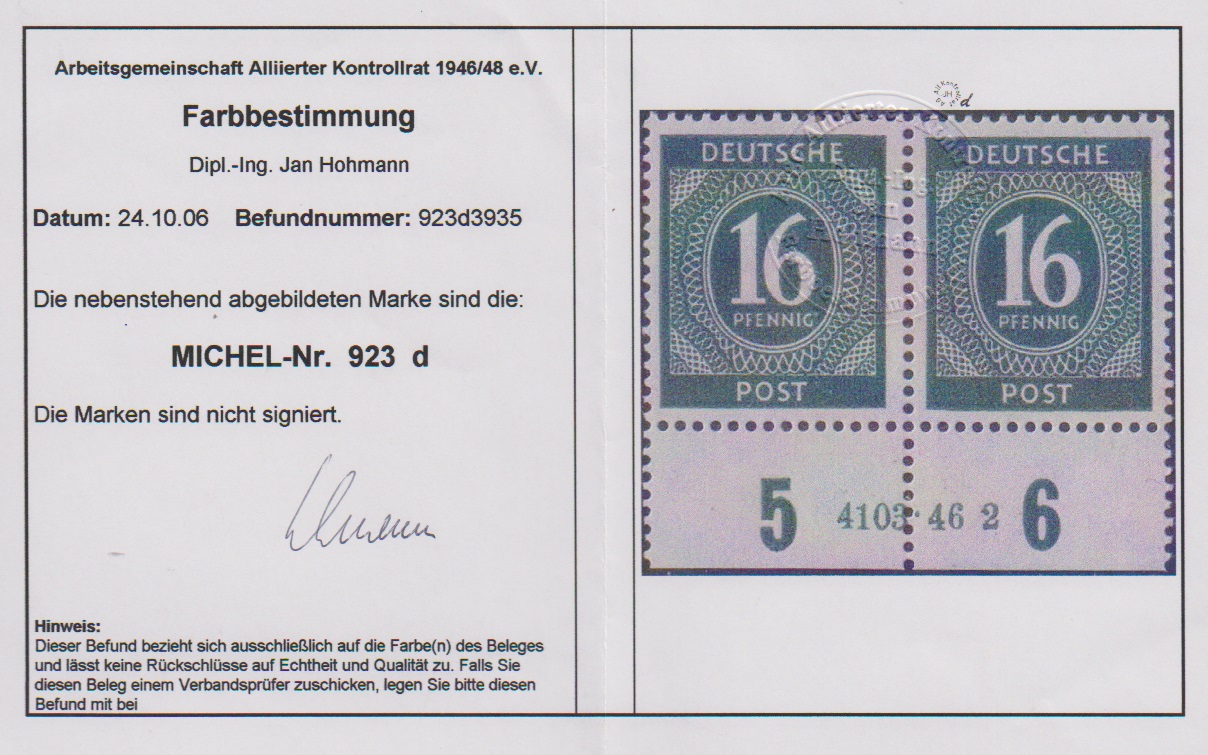 Arbeitsgemeinschaft Alliierter Kontrollrat 1946/48 e.V.
Farbbestimmung
Dipl.-Ing. Jan Hohmann
Datum: 24.10.06 Befundnummer: 923d3935
Die nebenstehend abgebildeten Marke sind die:
MICHEL-Nr. 923 d
Die Marken sind nicht signiert.
Hinweis:
Dieser Befund bezieht sich ausschließlich auf die Farbe(n) des Beleges
und lässt keine Rückschlüsse auf Echtheit und Qualität zu. Falls Sie
diesen Beleg einem Verbandsprüfer zuschicken, legen Sie bitte diesen
Befund mit bei
JH
d
DEUTSCHE
16
PFENNIG
POST
DEUTSCHE
16
PFENNIG
POST
5 4103·46 2 6